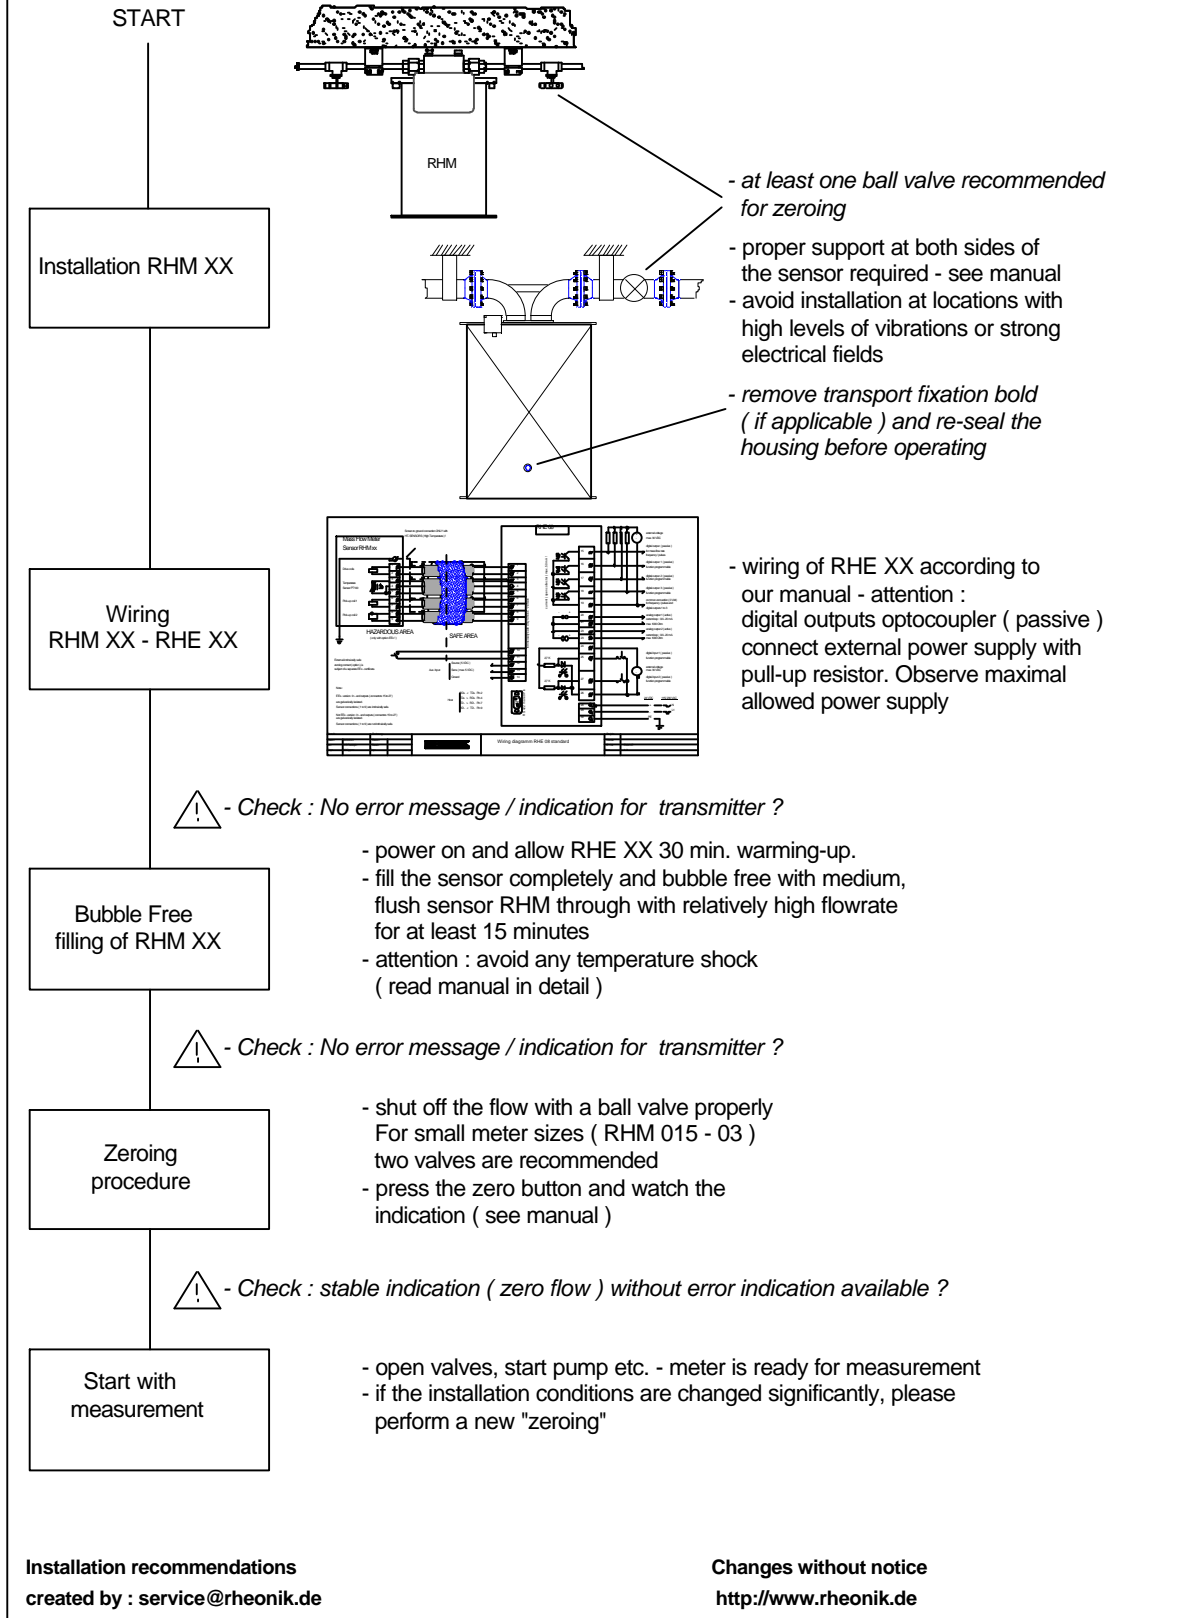 START
RHM
- at least one ball valve recommended
for zeroing
Installation RHM XX
- proper support at both sides of
the sensor required - see manual
- avoid installation at locations with
high levels of vibrations or strong
electrical fields
- remove transport fixation bold
( if applicable ) and re-seal the
housing before operating
Mass Flow Meter
Sensor RHM xx
HAZARDOUS AREA
SAFE AREA
Wiring diagramm RHE 08 standard
Wiring
RHM XX - RHE XX
- wiring of RHE XX according to
our manual - attention :
digital outputs optocoupler ( passive )
connect external power supply with
pull-up resistor. Observe maximal
allowed power supply
- Check : No error message / indication for transmitter ?
Bubble Free
filling of RHM XX
- power on and allow RHE XX 30 min. warming-up.
- fill the sensor completely and bubble free with medium,
flush sensor RHM through with relatively high flowrate
for at least 15 minutes
- attention : avoid any temperature shock
( read manual in detail )
- Check : No error message / indication for transmitter ?
Zeroing
procedure
- shut off the flow with a ball valve properly
For small meter sizes ( RHM 015 - 03 )
two valves are recommended
- press the zero button and watch the
indication ( see manual )
- Check : stable indication ( zero flow ) without error indication available ?
Start with
measurement
- open valves, start pump etc. - meter is ready for measurement
- if the installation conditions are changed significantly, please
perform a new "zeroing"
Installation recommendations
created by : service@rheonik.de
Changes without notice
http://www.rheonik.de